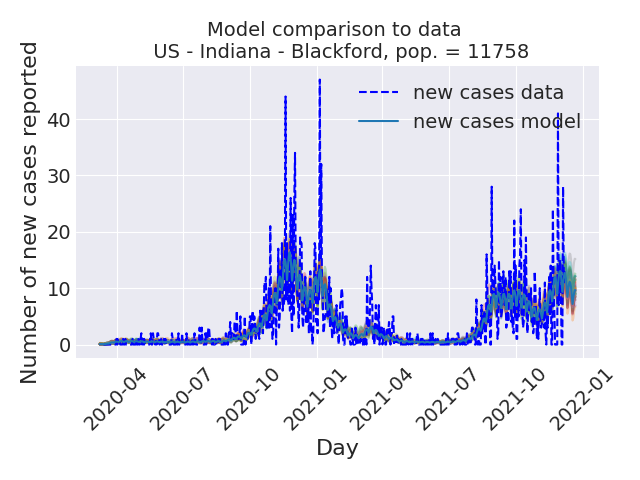 Model comparison to data
US - Indiana - Blackford, pop. = 11758
Number of new cases reported
40
30
20
10
0
new cases data
new cases model
2020-04
2020-07
2020-10
2021-01
2021-04
2021-07
2021-10
2022-01
Day